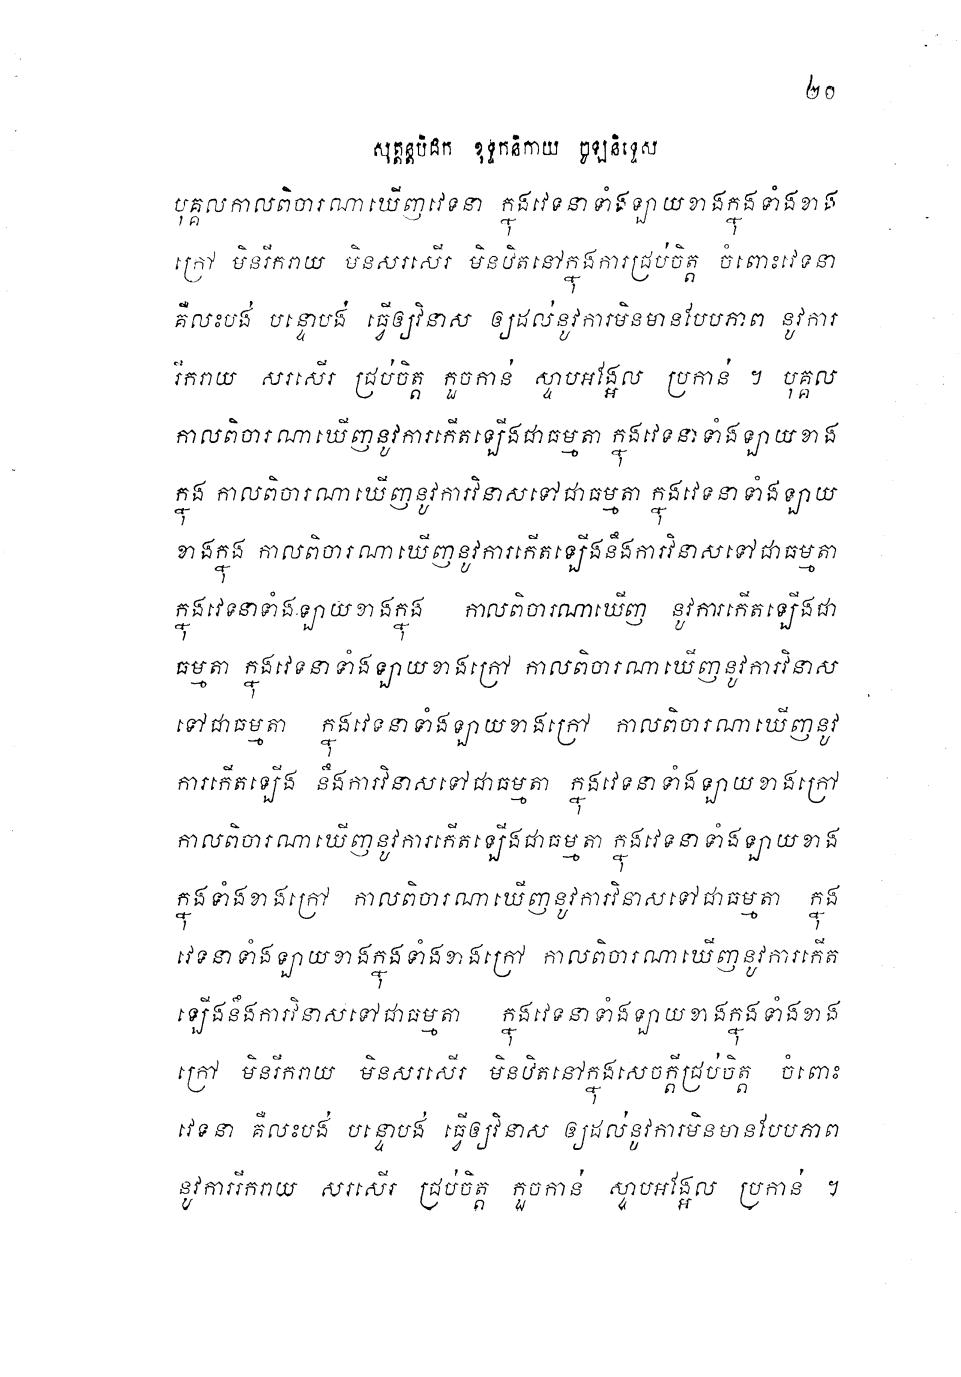 ២០
សុត្តន្តបិដក ខុទ្ទកនិកាយ ចូឡនិទ្ទេស
បុគ្គលកាលពិចារណាឃើញវេទនា ក្នុងវេទនាទាំងឡាយខាងក្នុងទាំងខាង
ក្រៅ មិនរីករាយ មិនសរសើរ មិនឋិតនៅក្នុងការជ្រប់ចិត្ត ចំពោះវេទនា
គឺលះបង់ បន្ទោបង់ ធ្វើឲ្យវិនាស ឲ្យដល់នូវការមិនមានបែបភាព នូវការ
រីករាយ សរសើរ ជ្រប់ចិត្ត កួចកាន់ ស្ទាបអង្អែល ប្រកាន់ ។ បុគ្គល
កាលពិចារណាឃើញនូវការកើតឡើងជាធម្មតា ក្នុងវេទនាទាំងឡាយខាង
ក្នុង កាលពិចារណាឃើញនូវការវិនាសទៅជាធម្មតា ក្នុងវេទនាទាំងឡាយ
ខាងក្នុង កាលពិចារណាឃើញនូវការកើតឡើងនឹងការវិនាសទៅជាធម្មតា
ក្នុងវេទនាទាំងឡាយខាងក្នុង កាលពិចារណាឃើញ នូវការកើតឡើងជា
ធម្មតា ក្នុងវេទនាទាំងឡាយខាងក្រៅ កាលពិចារណាឃើញនូវការវិនាស
ទៅជាធម្មតា ក្នុងវេទនាទាំងឡាយខាងក្រៅ កាលពិចារណាឃើញនូវ
ការកើតឡើង នឹងការវិនាសទៅជាធម្មតា ក្នុងវេទនាទាំងឡាយខាងក្រៅ
កាលពិចារណាឃើញនូវការកើតឡើងជាធម្មតា ក្នុងវេទនាទាំងឡាយខាង
ក្នុងទាំងខាងក្រៅ កាលពិចារណាឃើញនូវការវិនាសទៅជាធម្មតា ក្នុង
វេទនាទាំងឡាយខាងក្នុងទាំងខាងក្រៅ កាលពិចារណាឃើញនូវការកើត
ឡើងនឹងការវិនាសទៅជាធម្មតា ក្នុងវេទនាទាំងឡាយខាងក្នុងទាំងខាង
ក្រៅ មិនរីករាយ មិនសរសើរ មិនឋិតនៅក្នុងសេចក្តីជ្រប់ចិត្ត ចំពោះ
វេទនា គឺលះបង់ បន្ទោបង់ ធ្វើឲ្យវិនាស ឲ្យដល់នូវការមិនមានបែបភាព
នូវការរីករាយ សរសើរ ជ្រប់ចិត្ត កួចកាន់ ស្ទាបអង្អែល ប្រកាន់ ។